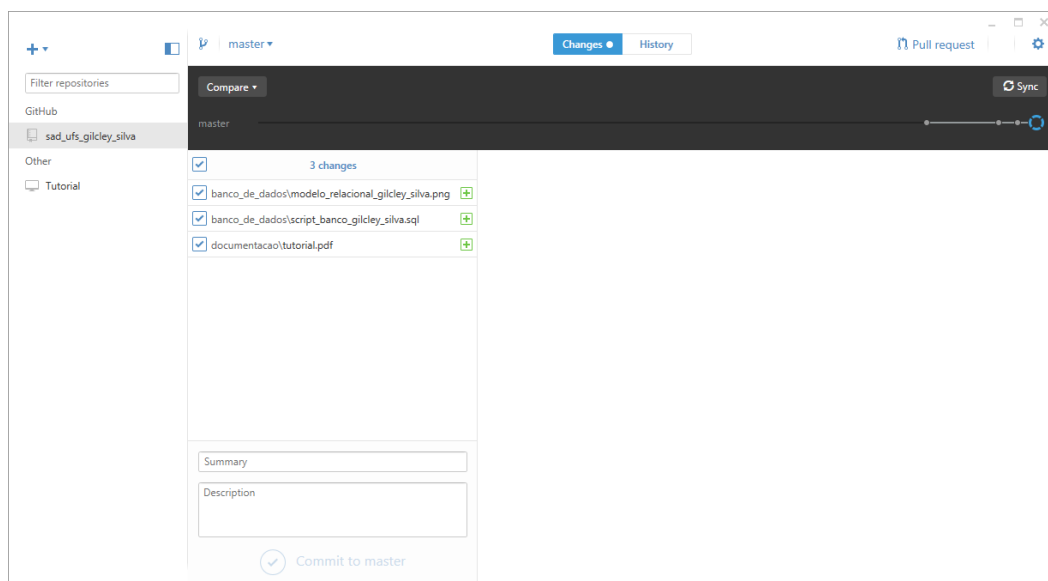 master
Changes
History
Pull request
Filter repositories
GitHub
sad_ufs_gilcley_silva
Other
Tutorial
Compare
Sync
master
3 changes
banco_de_dados\modelo_relacional_gilcley_silva.png
banco_de_dados\script_banco_gilcley_silva.sql
documentacao\tutorial.pdf
Summary
Description
Commit to master